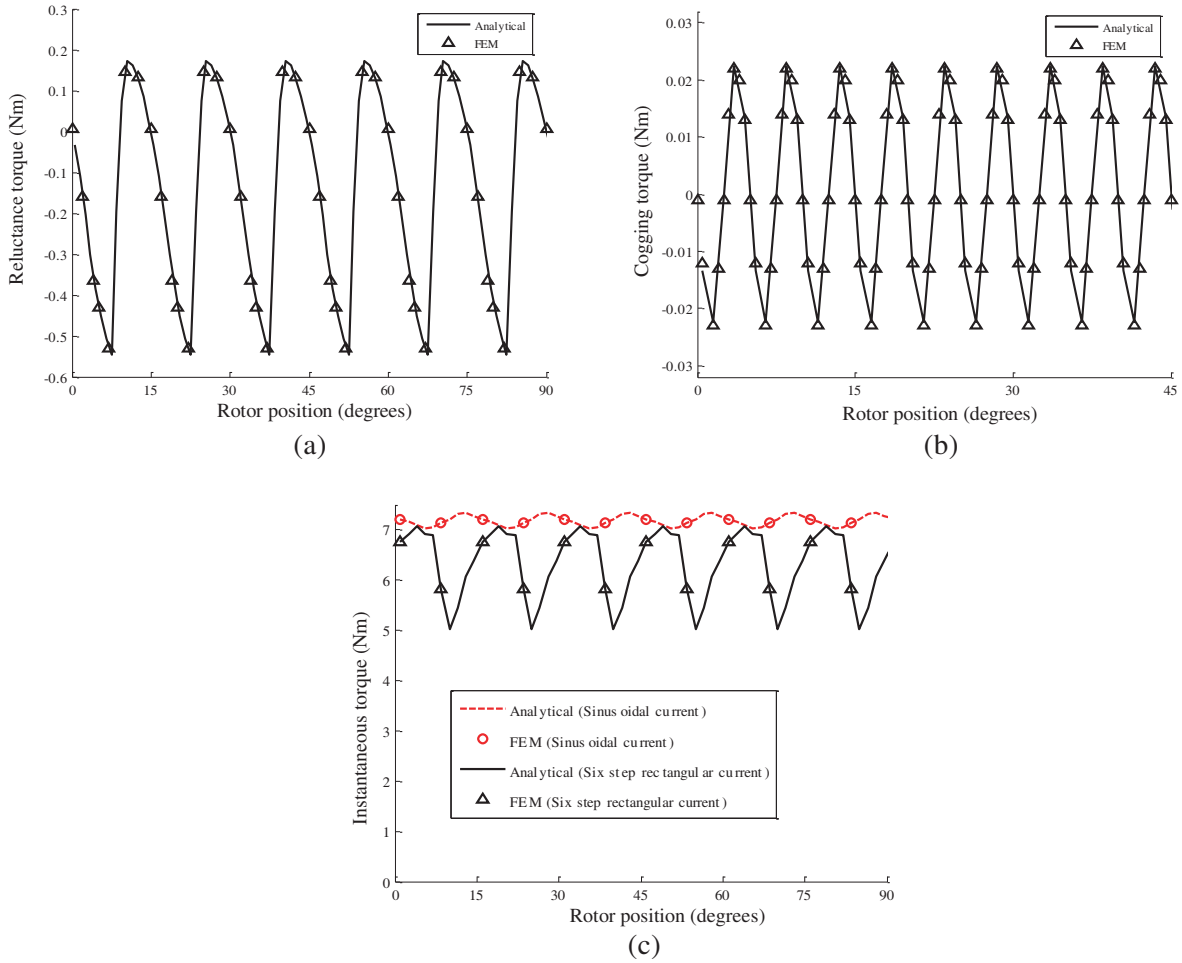 0.3
0.2
0.1
0
-0.1
-0.2
-0.3
-0.4
-0.5
-0.6
Reluctance torque (Nm)
Analytical
FEM
0 15 30 45 60 75 90
Rotor position (degrees)
(a)
0.03
0.02
0.01
0
-0.01
-0.02
-0.03
Cogging torque (Nm)
Analytical
FEM
0 15 30 45
Rotor position (degrees)
(b)
7
6
5
4
3
2
1
0
Instantaneous torque (Nm)
Analytical (Sinus oidal current)
FEM (Sinus oidal current)
Analytical (Six step rectangular current)
FEM (Six step rectangular current)
0 15 30 45 60 75 90
Rotor position (degrees)
(c)